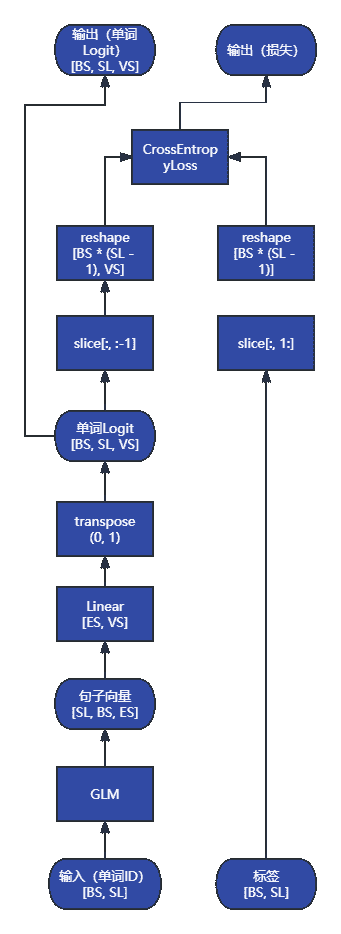 输出（单词
Logit）
[BS, SL, VS]
输出（损失）
CrossEntrop
yLoss
reshape
[BS * (SL -
1), VS]
reshape
[BS * (SL -
1)]
slice[:, :-1]
slice[:, 1:]
单词Logit
[BS, SL, VS]
transpose
(0, 1)
Linear
[ES, VS]
句子向量
[SL, BS, ES]
GLM
输入（单词ID）
[BS, SL]
标签
[BS, SL]